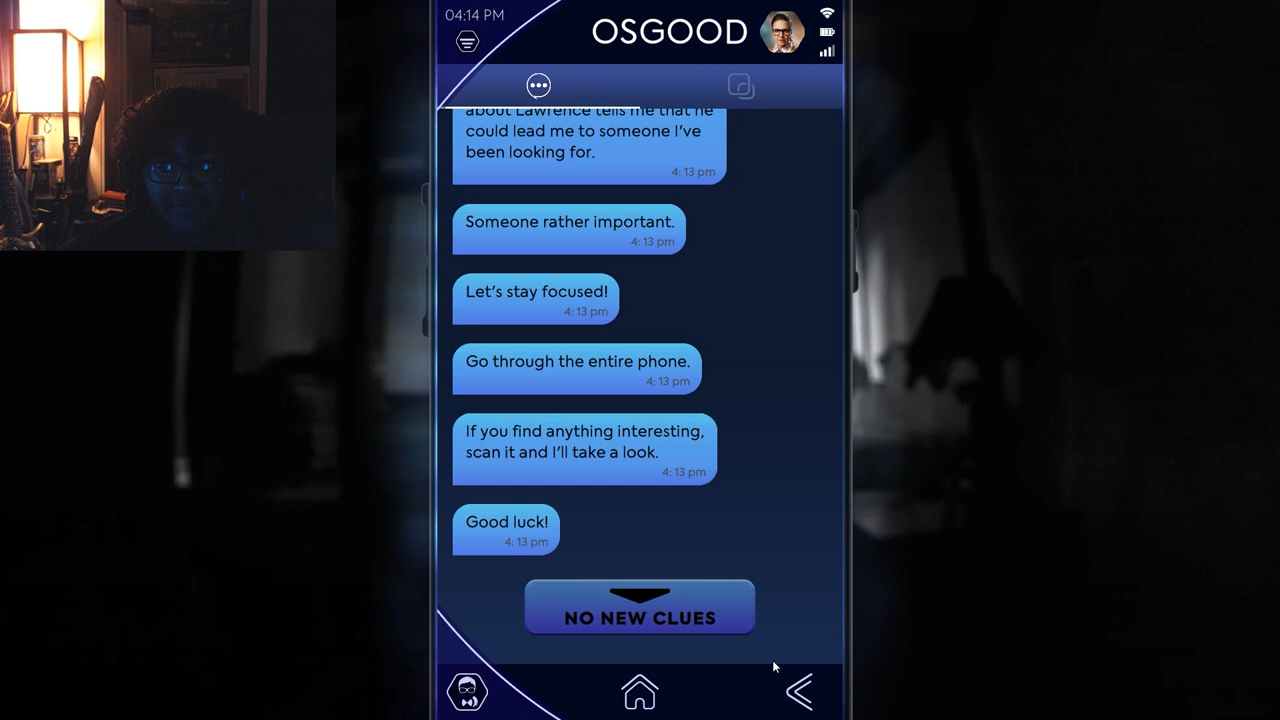 04:14 PM
OSGOOD
about Lawrence tells me that he
could lead me to someone I've
been looking for.
4: 13 pm
Someone rather important.
4: 13 pm
Let's stay focused!
4: 13 pm
Go through the entire phone.
4: 13 pm
If you find anything interesting,
scan it and I'll take a look.
4: 13 pm
Good luck!
4: 13 pm
NO NEW CLUES